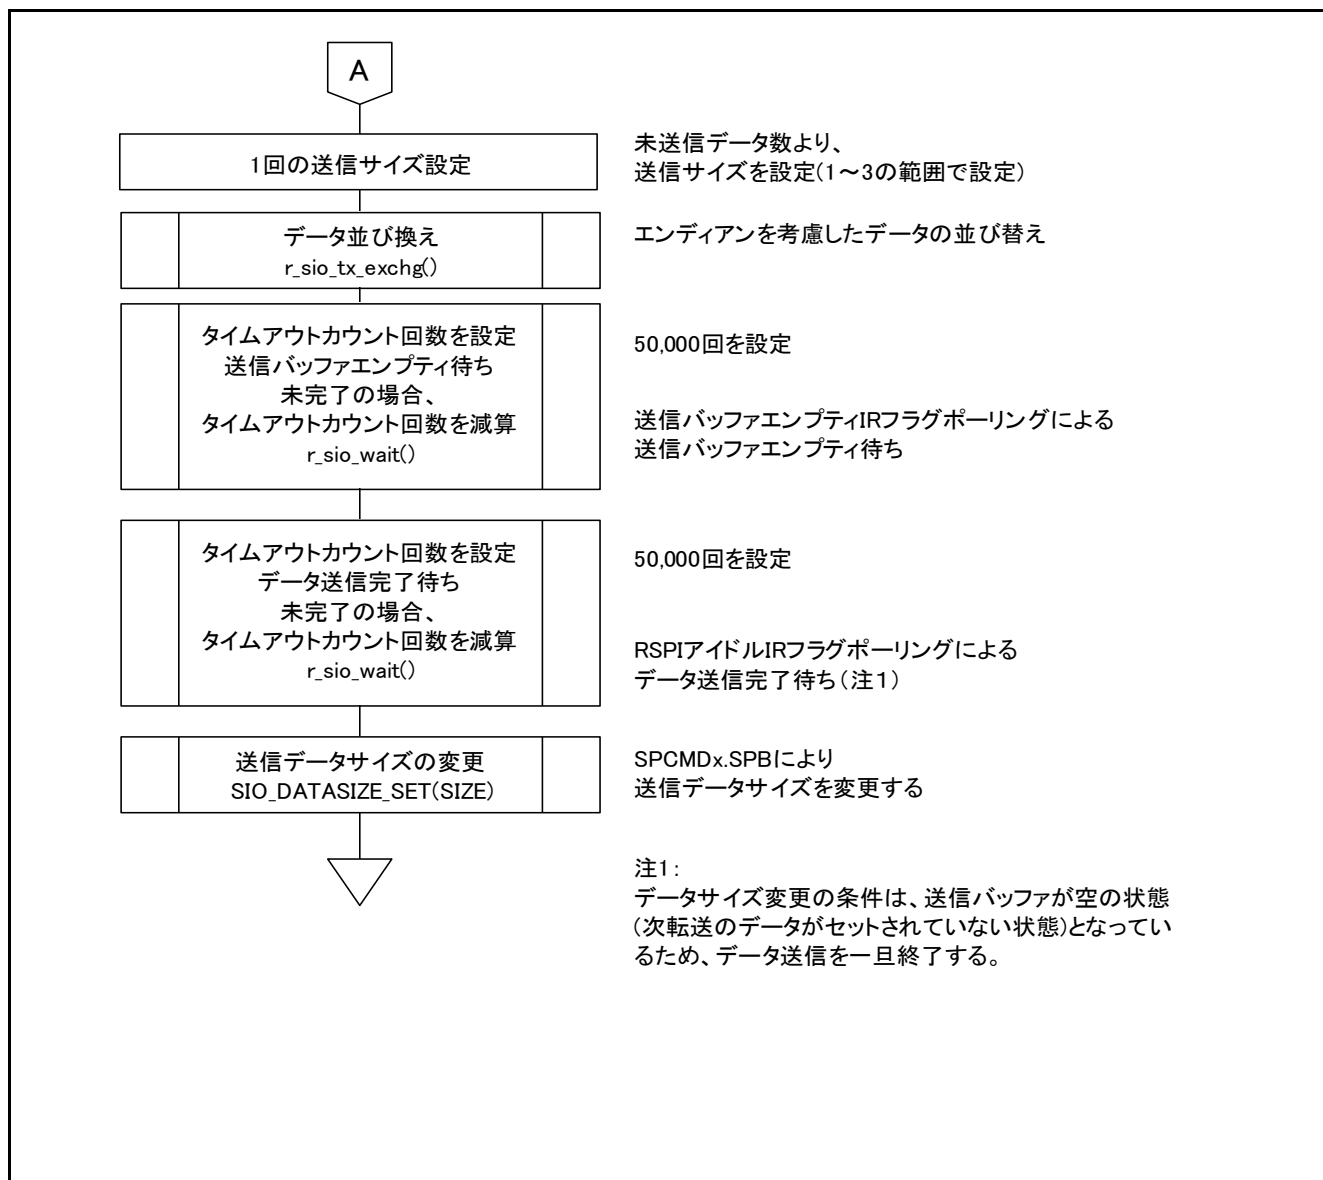 A
1回の送信サイズ設定
未送信データ数より、
送信サイズを設定(1～3の範囲で設定)
データ並び換え
r_sio_tx_exchg()
エンディアンを考慮したデータの並び替え
タイムアウトカウント回数を設定
送信バッファエンプティ待ち
未完了の場合、
タイムアウトカウント回数を減算
r_sio_wait()
50,000回を設定
送信バッファエンプティIRフラグポーリングによる
送信バッファエンプティ待ち
タイムアウトカウント回数を設定
データ送信完了待ち
未完了の場合、
タイムアウトカウント回数を減算
r_sio_wait()
50,000回を設定
RSPIアイドルIRフラグポーリングによる
データ送信完了待ち(注1)
送信データサイズの変更
SIO_DATASIZE_SET(SIZE)
SPCMDx.SPBにより
送信データサイズを変更する
注1:
データサイズ変更の条件は、送信バッファが空の状態
(次転送のデータがセットされていない状態)となってい
るため、データ送信を一旦終了する。